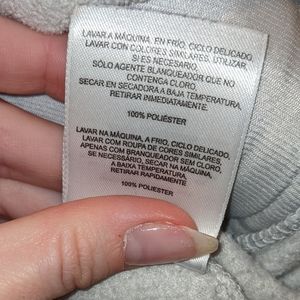 LAVAR A MÁQUINA, EN FRÍO, CICLO DELICADO,
LAVAR CON COLORES SIMILARES, UTILIZAR
SI ES NECESARIO,
SÓLO AGENTE BLANQUEADOR QUE NO
CONTENGA CLORO,
SECAR EN SECADORA A BAJA TEMPERATURA,
RETIRAR INMEDIATAMENTE.
100% POLIÉSTER
LAVAR NA MÁQUINA, A FRIO, CICLO DELICADO,
LAVAR COM ROUPA DE CORES SIMILARES,
APENAS COM BRANQUEADOR SEM CLORO,
SE NECESSÁRIO, SECAR NA MÁQUINA
A BAIXA TEMPERATURA,
RETIRAR RAPIDAMENTE
100% POLIESTER